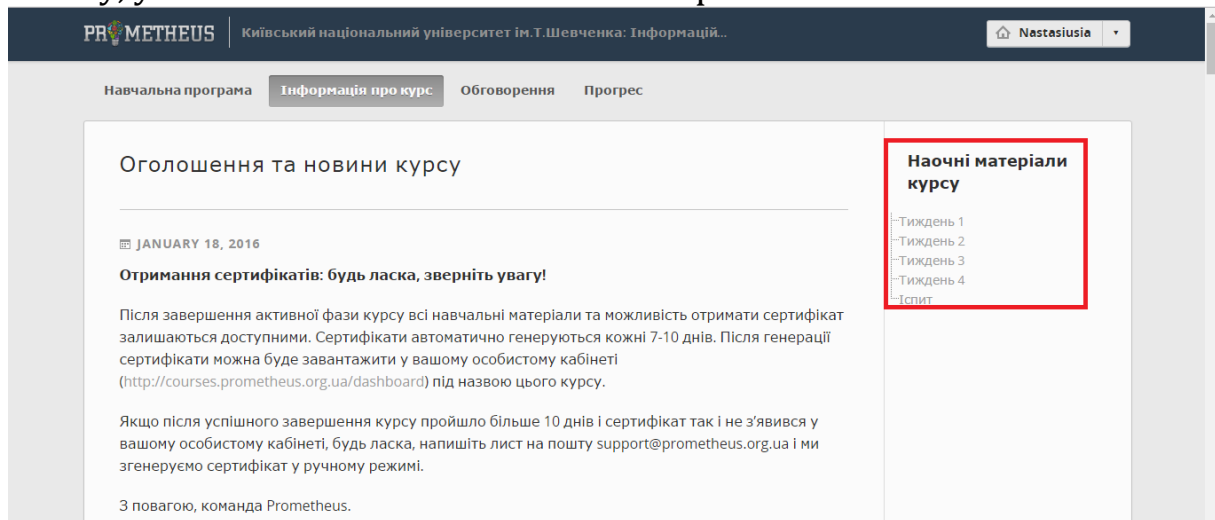 PROMETHEUS
Київський національний університет ім.Т.Шевченка: Інформацій...
Nastasiusia
Навчальна програма
Інформація про курс
Обговорення
Прогрес
Оголошення та новини курсу
JANUARY 18, 2016
Отримання сертифікатів: будь ласка, зверніть увагу!
Після завершення активної фази курсу всі навчальні матеріали та можливість отримати сертифікат
залишаються доступними. Сертифікати автоматично генеруються кожні 7-10 днів. Після генерації
сертифікати можна буде завантажити у вашому особистому кабінеті
(http://courses.prometheus.org.ua/dashboard) під назвою цього курсу.
Якщо після успішного завершення курсу пройшло більше 10 днів і сертифікат так і не з’явився у
вашому особистому кабінеті, будь ласка, напишіть лист на пошту support@prometheus.org.ua і ми
згенеруємо сертифікат у ручному режимі.
З повагою, команда Prometheus.
Наочні матеріали
курсу
Тиждень 1
Тиждень 2
Тиждень 3
Тиждень 4
Іспит